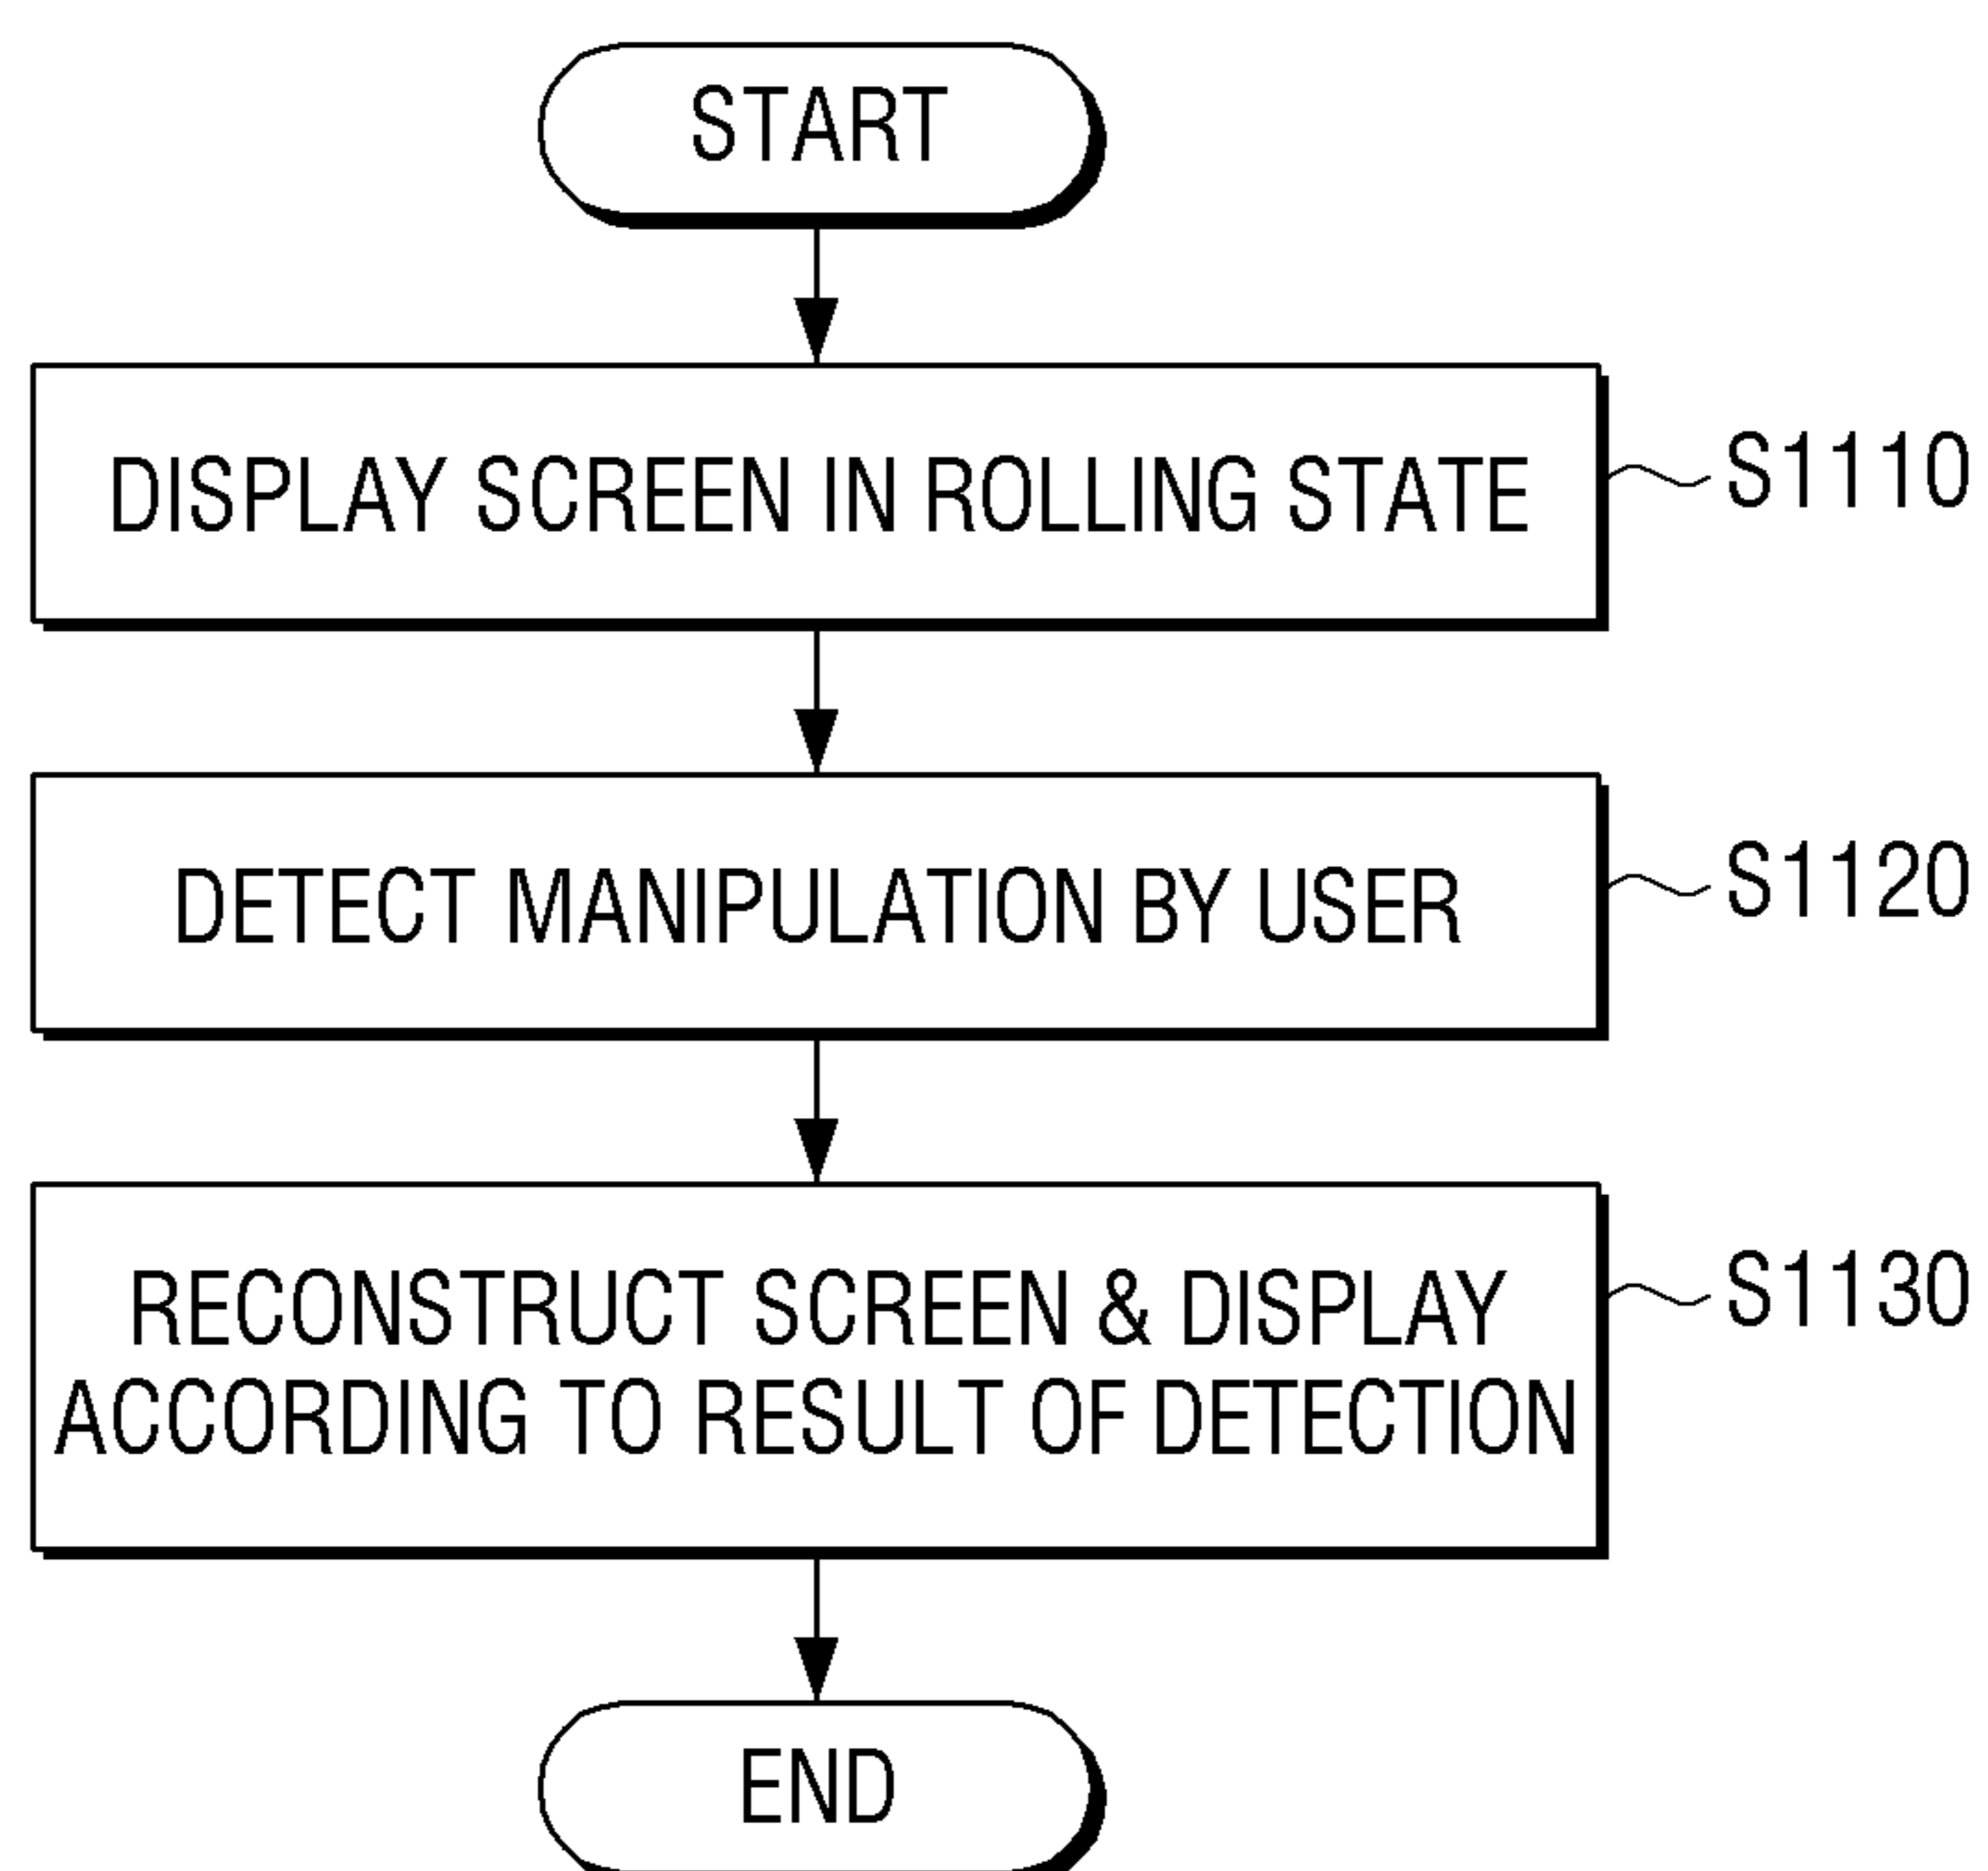 START
DISPLAY SCREEN IN ROLLING STATE
S1110
DETECT MANIPULATION BY USER
S1120
RECONSTRUCT SCREEN & DISPLAY
ACCORDING TO RESULT OF DETECTION
S1130
END